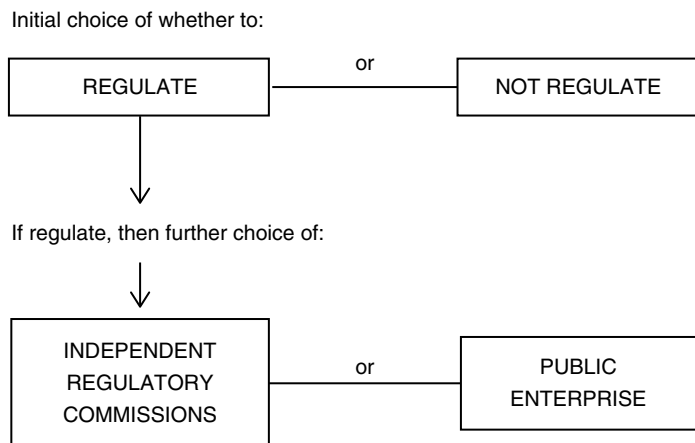 Initial choice of whether to:
or
REGULATE
NOT REGULATE
If regulate, then further choice of:
INDEPENDENT
REGULATORY
COMMISSIONS
or
PUBLIC
ENTERPRISE